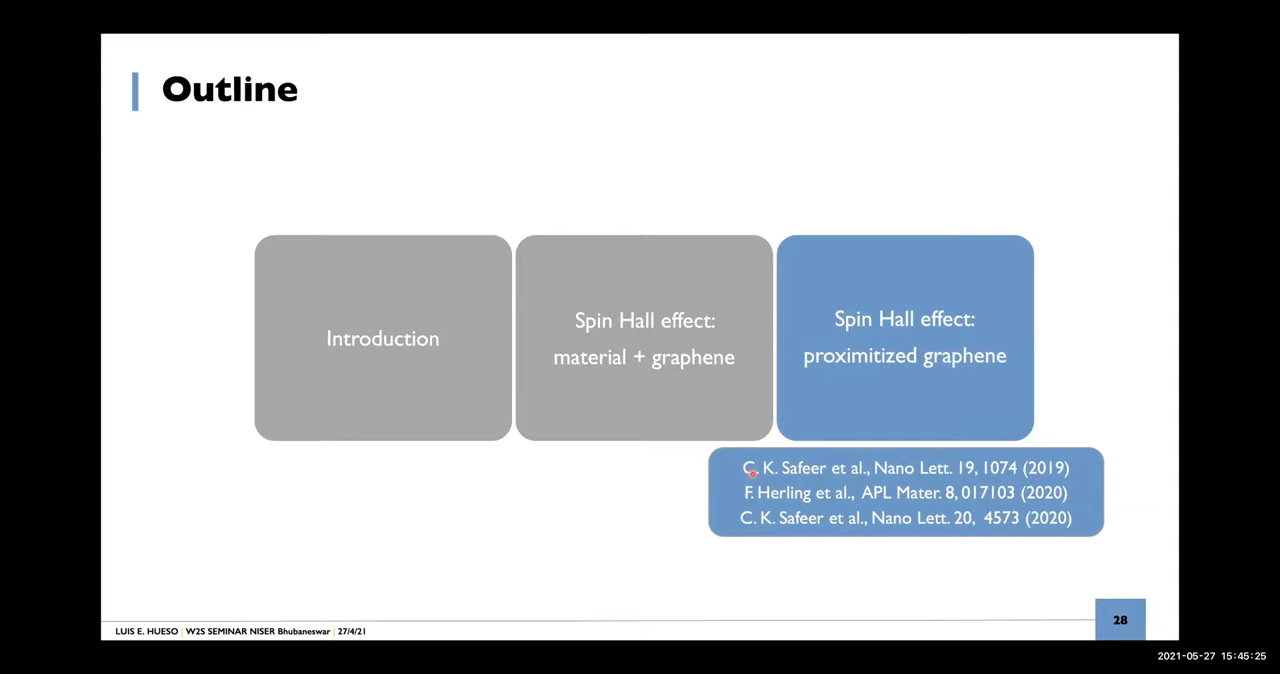 Outline
Introduction
Spin Hall effect:
material + graphene
Spin Hall effect:
proximitized graphene
C. K. Safeer et al., Nano Lett. 19, 1074 (2019)
F. Herling et al., APL Mater. 8, 017103 (2020)
C. K. Safeer et al., Nano Lett. 20, 4573 (2020)
LUIS E. HUESO | W2S SEMINAR NISER Bhubaneswar | 27/4/21
28
2021-05-27 15:45:25